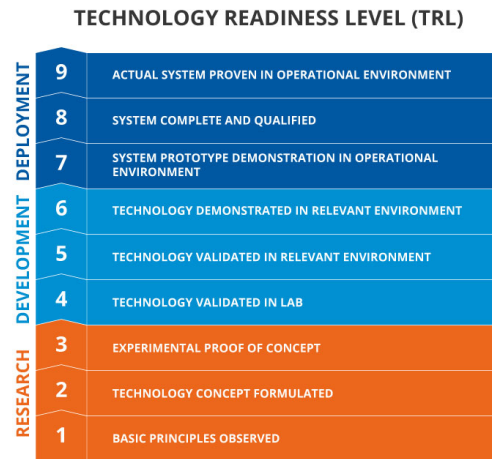 TECHNOLOGY READINESS LEVEL (TRL)
DEPLOYMENT
9
ACTUAL SYSTEM PROVEN IN OPERATIONAL ENVIRONMENT
8
SYSTEM COMPLETE AND QUALIFIED
7
SYSTEM PROTOTYPE DEMONSTRATION IN OPERATIONAL
ENVIRONMENT
DEVELOPMENT
6
TECHNOLOGY DEMONSTRATED IN RELEVANT ENVIRONMENT
5
TECHNOLOGY VALIDATED IN RELEVANT ENVIRONMENT
4
TECHNOLOGY VALIDATED IN LAB
RESEARCH
3
EXPERIMENTAL PROOF OF CONCEPT
2
TECHNOLOGY CONCEPT FORMULATED
1
BASIC PRINCIPLES OBSERVED